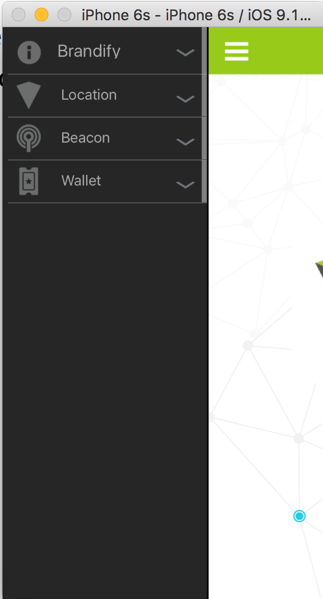 iPhone 6s - iPhone 6s / iOS 9.1...
Brandify
Location
Beacon
Wallet